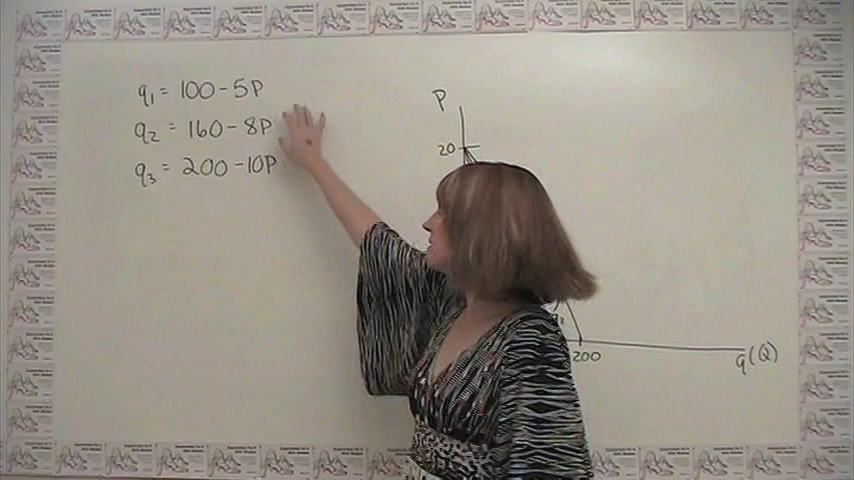 q₁ = 100 - 5P
q₂ = 160 - 8P
q₃ = 200 - 10P
P
20
200
q (Q)